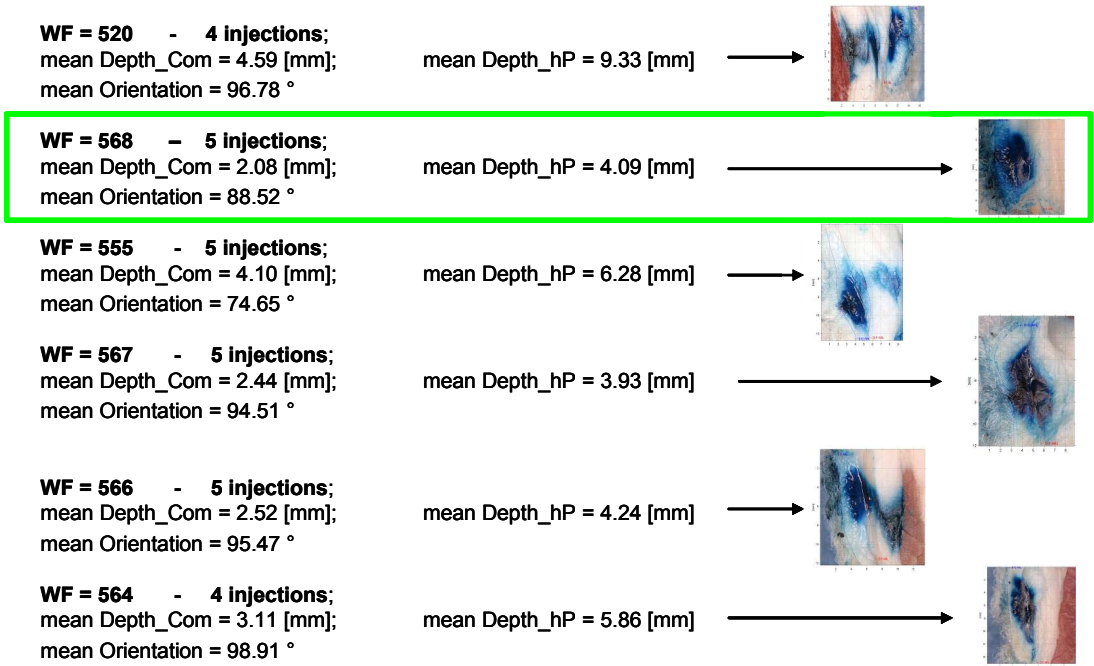 WF = 520 - 4 injections;
mean Depth_Com = 4.59 [mm]; mean Depth_hP = 9.33 [mm]
mean Orientation = 96.78 °
WF = 568 – 5 injections;
mean Depth_Com = 2.08 [mm]; mean Depth_hP = 4.09 [mm]
mean Orientation = 88.52 °
WF = 555 - 5 injections;
mean Depth_Com = 4.10 [mm]; mean Depth_hP = 6.28 [mm]
mean Orientation = 74.65 °
WF = 567 - 5 injections;
mean Depth_Com = 2.44 [mm]; mean Depth_hP = 3.93 [mm]
mean Orientation = 94.51 °
WF = 566 - 5 injections;
mean Depth_Com = 2.52 [mm]; mean Depth_hP = 4.24 [mm]
mean Orientation = 95.47 °
WF = 564 - 4 injections;
mean Depth_Com = 3.11 [mm]; mean Depth_hP = 5.86 [mm]
mean Orientation = 98.91 °